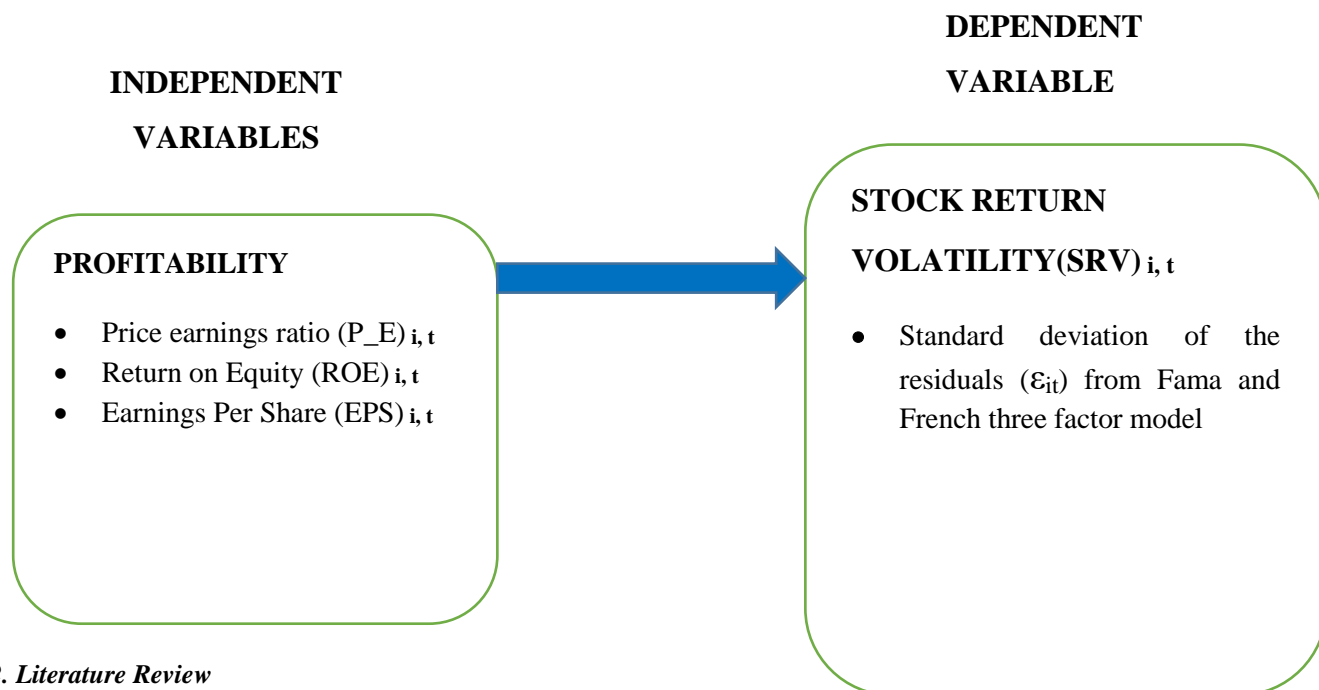 INDEPENDENT
VARIABLES
PROFITABILITY
• Price earnings ratio (P_E) i, t
• Return on Equity (ROE) i, t
• Earnings Per Share (EPS) i, t
DEPENDENT
VARIABLE
STOCK RETURN
VOLATILITY(SRV) i, t
• Standard deviation of the
residuals (εit) from Fama and
French three factor model
. Literature Review